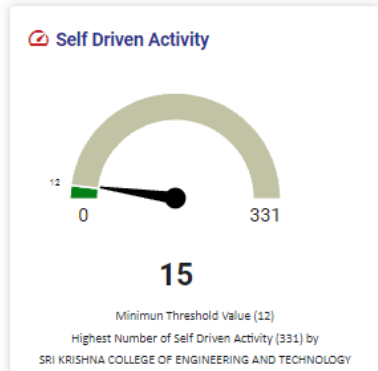 Self Driven Activity
12
0
331
15
Minimun Threshold Value (12)
Highest Number of Self Driven Activity (331) by
SRI KRISHNA COLLEGE OF ENGINEERING AND TECHNOLOGY